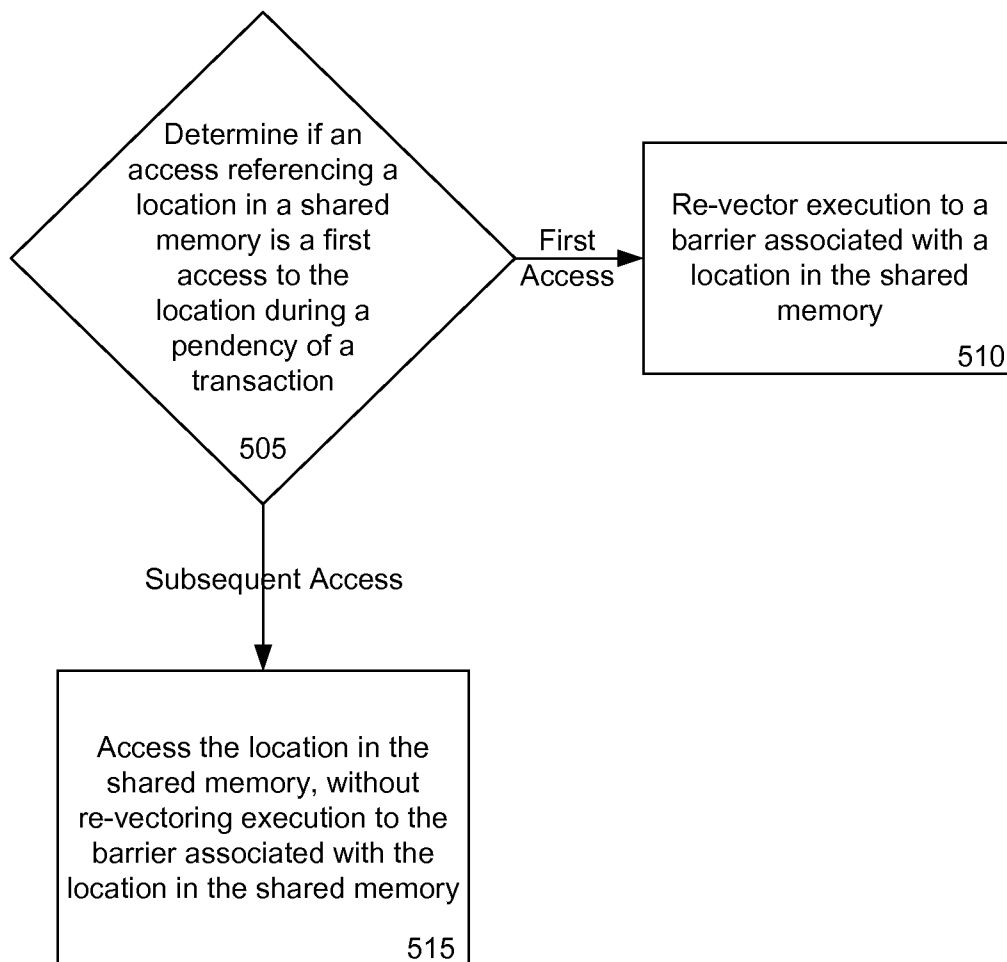 Determine if an
access referencing a
location in a shared
memory is a first
access to the
location during a
pendency of a
transaction
505
First
Access
Re-vector execution to a
barrier associated with a
location in the shared
memory
510
Subsequent Access
Access the location in the
shared memory, without
re-vectoring execution to the
barrier associated with the
location in the shared memory
515